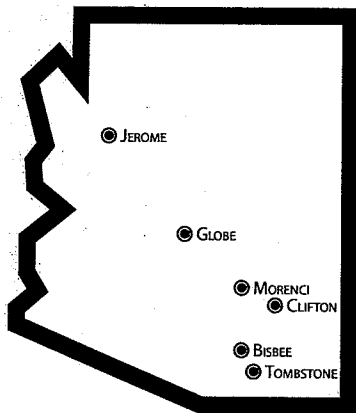 JEROME
GLOBE
MORENCI
CLIFTON
BISBEE
TOMBSTONE